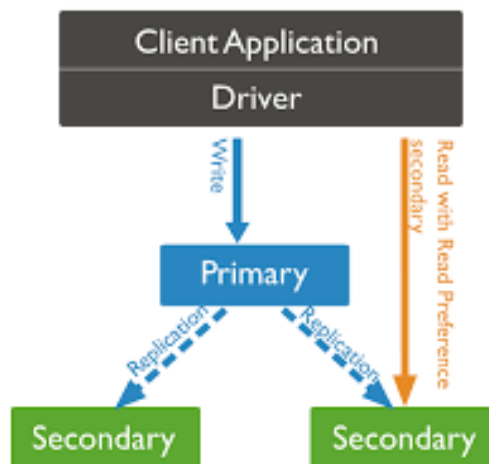 Client Application
Driver
Write
Read with Read Preference
secondary
Primary
Replication
Replication
Secondary
Secondary